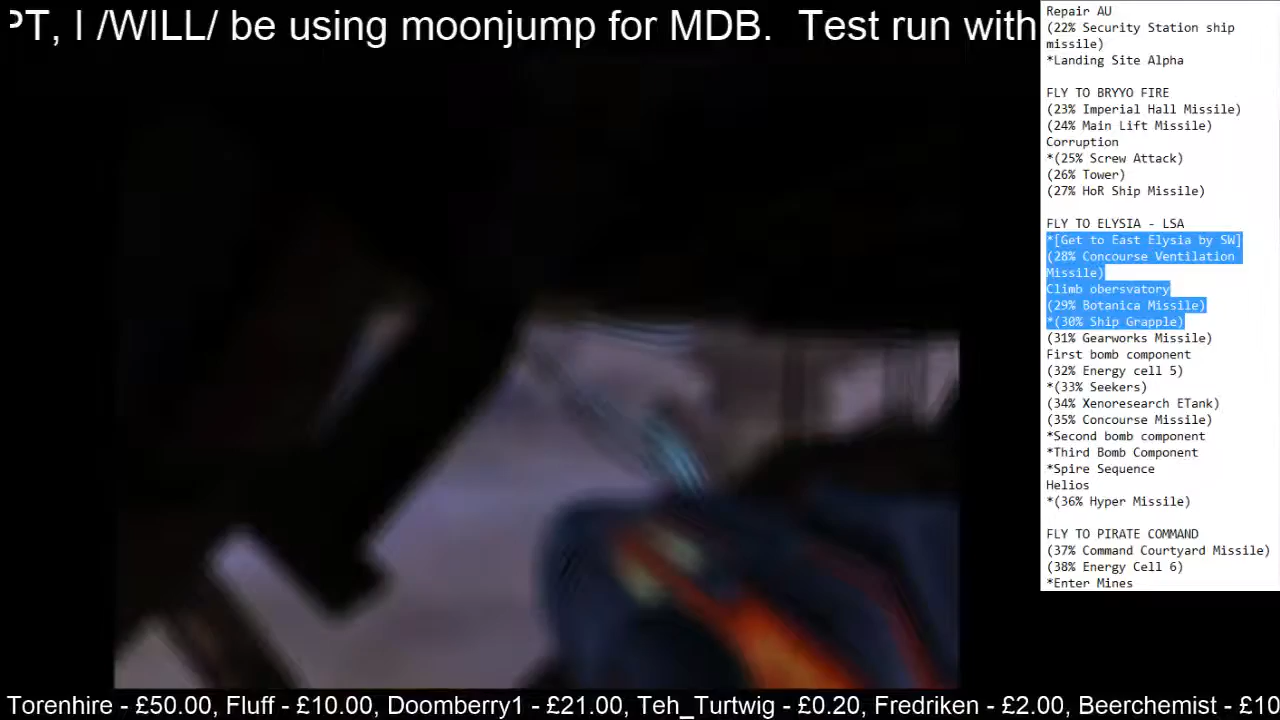 PT, I /WILL/ be using moonjump for MDB.  Test run with
Repair AU
(22% Security Station ship
missile)
*Landing Site Alpha
FLY TO BRYYO FIRE
(23% Imperial Hall Missile)
(24% Main Lift Missile)
Corruption
*(25% Screw Attack)
(26% Tower)
(27% HoR Ship Missile)
FLY TO ELYSIA - LSA
*[Get to East Elysia by SW]
(28% Concourse Ventilation
Missile)
Climb obersvatory
(29% Botanica Missile)
*(30% Ship Grapple)
(31% Gearworks Missile)
First bomb component
(32% Energy cell 5)
*(33% Seekers)
(34% Xenoresearch ETank)
(35% Concourse Missile)
*Second bomb component
*Third Bomb Component
*Spire Sequence
Helios
*(36% Hyper Missile)
FLY TO PIRATE COMMAND
(37% Command Courtyard Missile)
(38% Energy Cell 6)
*Enter Mines
Torenhire - £50.00, Fluff - £10.00, Doomberry1 - £21.00, Teh_Turtwig - £0.20, Fredriken - £2.00, Beerchemist - £10